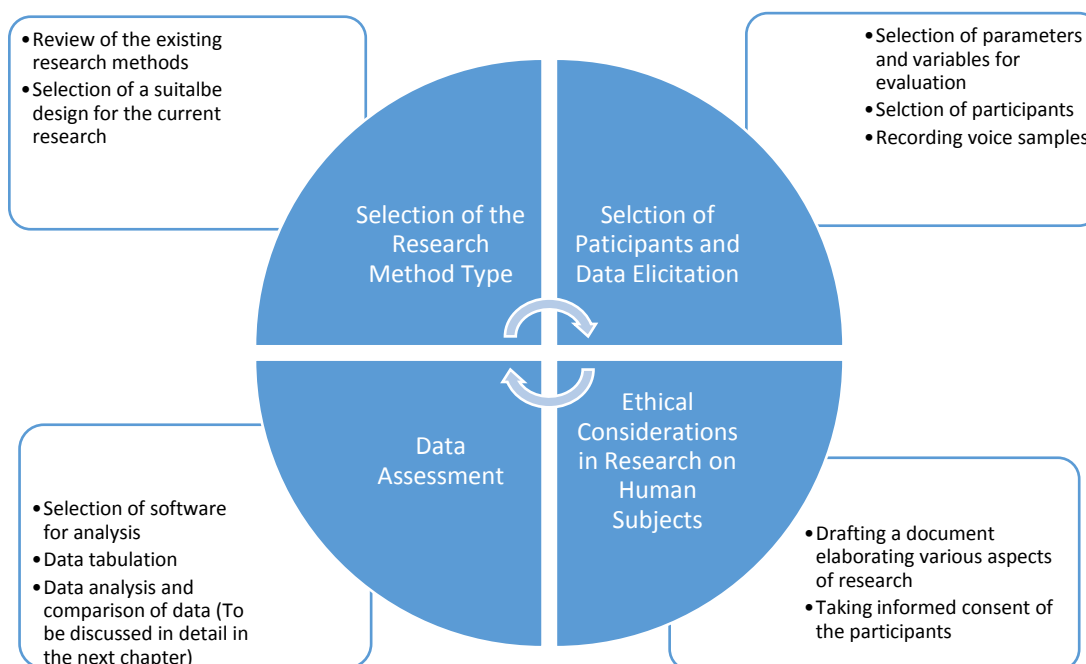 •Review of the existing
research methods
•Selection of a suitalbe
design for the current
research
•Selection of parameters
and variables for
evaluation
•Selction of participants
•Recording voice samples
Selection of the
Research
Method Type
Selction of
Paticipants and
Data Elicitation
Data
Assessment
Ethical
Considerations
in Research on
Human
Subjects
•Selection of software
for analysis
•Data tabulation
•Data analysis and
comparison of data (To
be discussed in detail in
the next chapter)
•Drafting a document
elaborating various aspects
of research
•Taking informed consent of
the participants